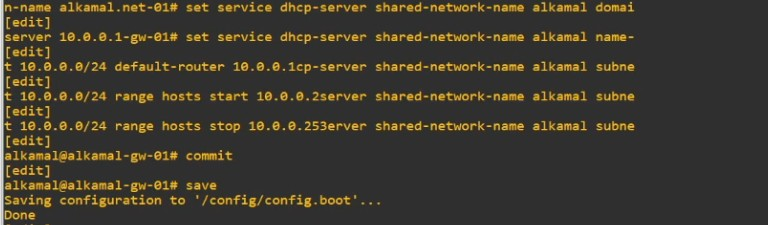 n-name alkamal.net-01# set service dhcp-server shared-network-name alkamal domai
[edit]
server 10.0.0.1-gw-01# set service dhcp-server shared-network-name alkamal name-
[edit]
t 10.0.0.0/24 default-router 10.0.0.1cp-server shared-network-name alkamal subne
[edit]
t 10.0.0.0/24 range hosts start 10.0.0.2server shared-network-name alkamal subne
[edit]
t 10.0.0.0/24 range hosts stop 10.0.0.253erver shared-network-name alkamal subne
[edit]
alkamal@alkamal-gw-01# commit
[edit]
alkamal@alkamal-gw-01# save
Saving configuration to '/config/config.boot'...
Done